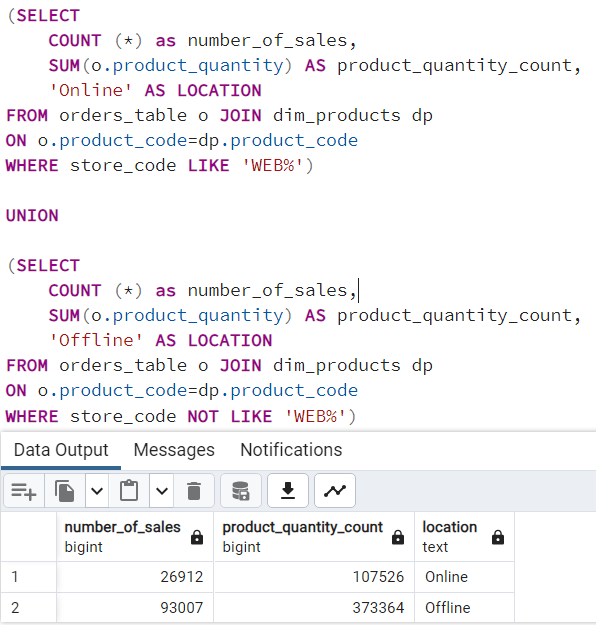 (SELECT
COUNT (*) as number_of_sales,
SUM(o.product_quantity) AS product_quantity_count,
'Online' AS LOCATION
FROM orders_table o JOIN dim_products dp
ON o.product_code=dp.product_code
WHERE store_code LIKE 'WEB%')
UNION
(SELECT
COUNT (*) as number_of_sales,
SUM(o.product_quantity) AS product_quantity_count,
'Offline' AS LOCATION
FROM orders_table o JOIN dim_products dp
ON o.product_code=dp.product_code
WHERE store_code NOT LIKE 'WEB%')
Data Output Messages Notifications
number_of_sales product_quantity_count location
bigint bigint text
1 26912 107526 Online
2 93007 373364 Offline